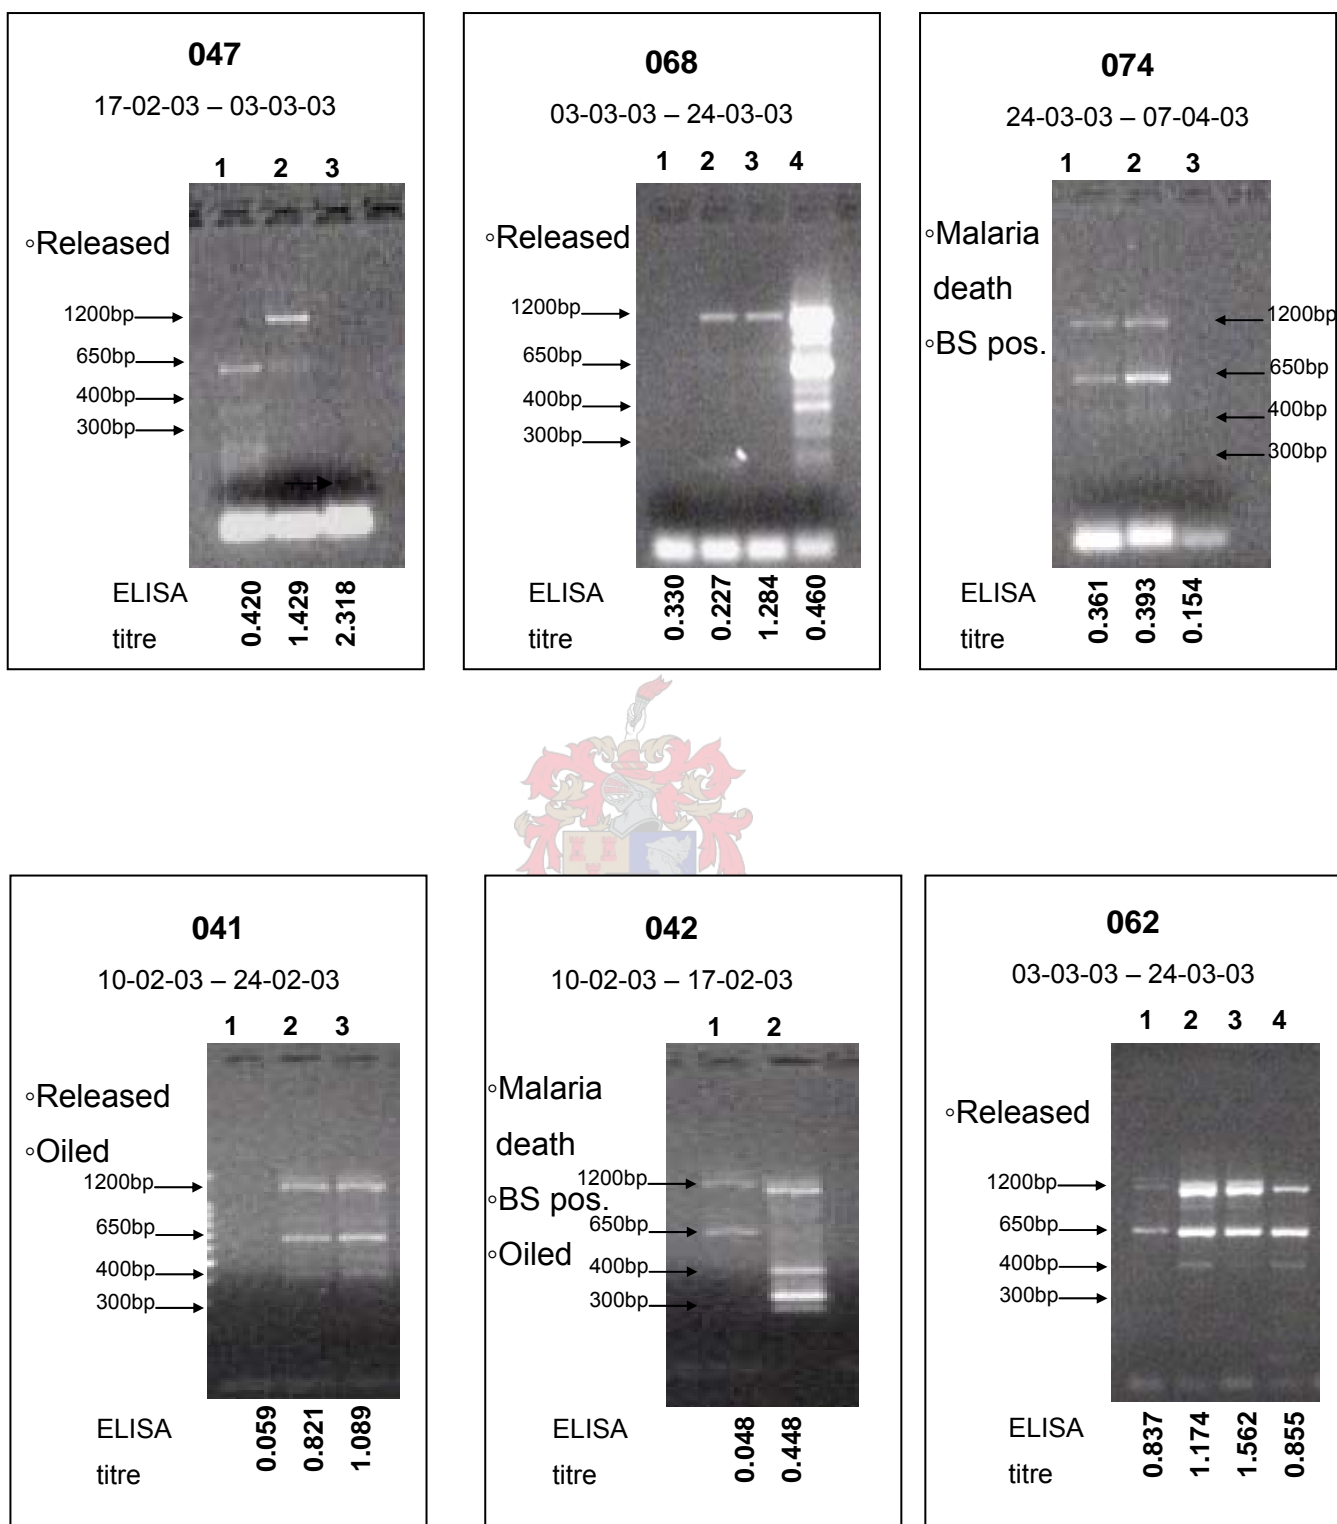 047
17-02-03 – 03-03-03
1 2 3
◦Released
1200bp
650bp
400bp
300bp
ELISA
titre
0.420
1.429
2.318
068
03-03-03 – 24-03-03
1 2 3 4
◦Released
1200bp
650bp
400bp
300bp
ELISA
titre
0.330
0.227
1.284
0.460
074
24-03-03 – 07-04-03
1 2 3
◦Malaria
death
◦BS pos.
1200bp
650bp
400bp
300bp
ELISA
titre
0.361
0.393
0.154
041
10-02-03 – 24-02-03
1 2 3
◦Released
◦Oiled
1200bp
650bp
400bp
300bp
ELISA
titre
0.059
0.821
1.089
042
10-02-03 – 17-02-03
1 2
◦Malaria
death
◦BS pos.
◦Oiled
1200bp
650bp
400bp
300bp
ELISA
titre
0.048
0.448
062
03-03-03 – 24-03-03
1 2 3 4
◦Released
1200bp
650bp
400bp
300bp
ELISA
titre
0.837
1.174
1.562
0.855